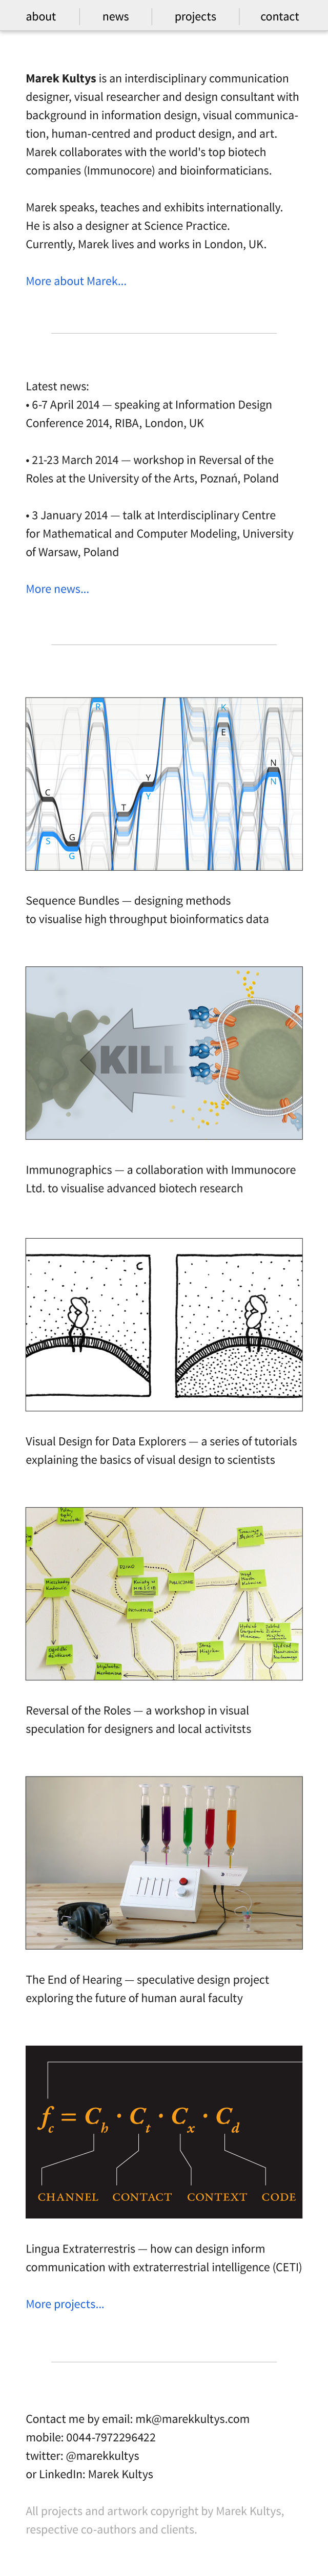 about
news
projects
contact
Marek Kultys is an interdisciplinary communication
designer, visual researcher and design consultant with
background in information design, visual communica-
tion, human-centred and product design, and art.
Marek collaborates with the world's top biotech
companies (Immunocore) and bioinformaticians.
Marek speaks, teaches and exhibits internationally.
He is also a designer at Science Practice.
Currently, Marek lives and works in London, UK.
More about Marek...
Latest news:
• 6-7 April 2014 — speaking at Information Design
Conference 2014, RIBA, London, UK
• 21-23 March 2014 — workshop in Reversal of the
Roles at the University of the Arts, Poznań, Poland
• 3 January 2014 — talk at Interdisciplinary Centre
for Mathematical and Computer Modeling, University
of Warsaw, Poland
More news...
R
K
E
C
S
G
G
T
Y
Y
N
N
Sequence Bundles — designing methods
to visualise high throughput bioinformatics data
KILL
Immunographics — a collaboration with Immunocore
Ltd. to visualise advanced biotech research
C
Visual Design for Data Explorers — a series of tutorials
explaining the basics of visual design to scientists
Reversal of the Roles — a workshop in visual
speculation for designers and local activitsts
The End of Hearing — speculative design project
exploring the future of human aural faculty
fc = Ch · Ct · Cx · Cd
CHANNEL CONTACT CONTEXT CODE
Lingua Extraterrestris — how can design inform
communication with extraterrestrial intelligence (CETI)
More projects...
Contact me by email: mk@marekkultys.com
mobile: 0044-7972296422
twitter: @marekkultys
or LinkedIn: Marek Kultys
All projects and artwork copyright by Marek Kultys,
respective co-authors and clients.